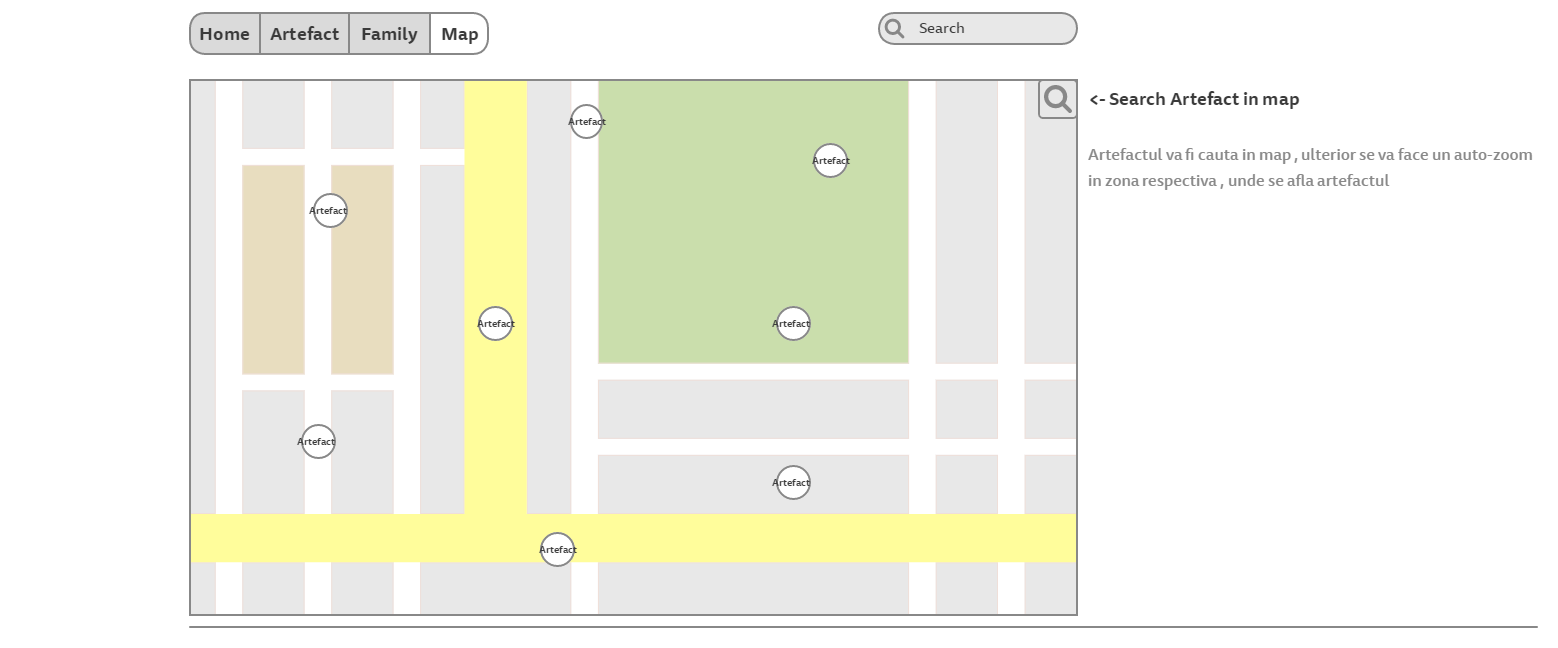 Home Artefact Family Map
Search
<- Search Artefact in map
Artefactul va fi cauta in map , ulterior se va face un auto-zoom
in zona respectiva , unde se afla artefactul
Artefact
Artefact
Artefact
Artefact
Artefact
Artefact
Artefact
Artefact